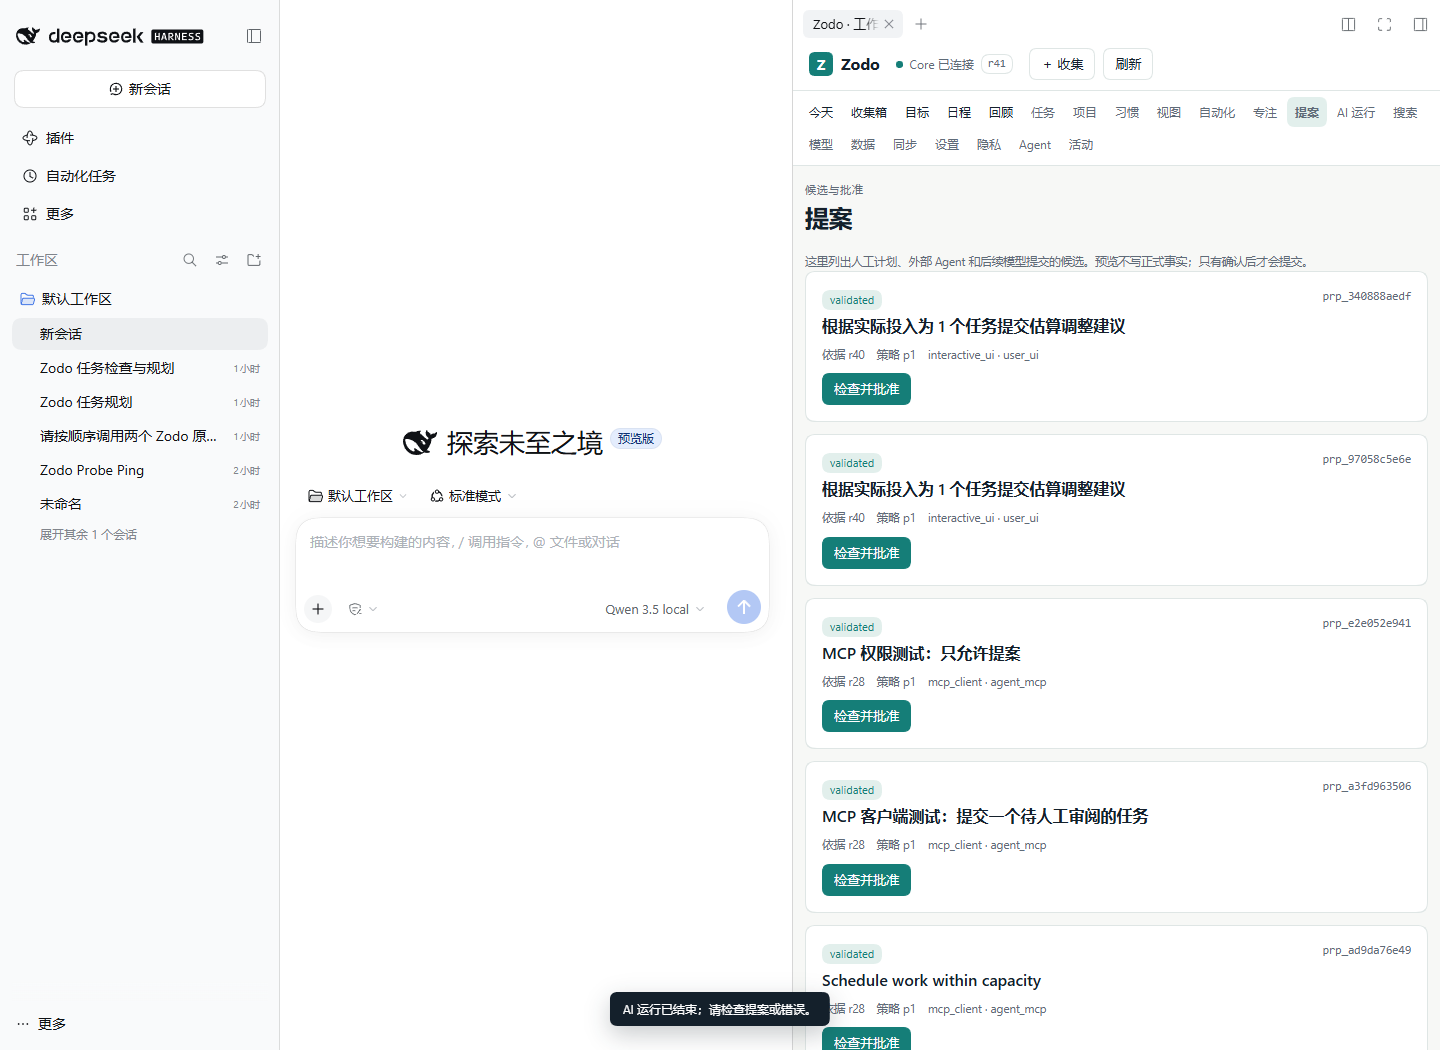 deepseek HARNESS
新会话
插件
自动化任务
更多
工作区
默认工作区
新会话
Zodo 任务检查与规划 1 小时
Zodo 任务规划 1 小时
请按顺序调用两个 Zodo 原... 1 小时
Zodo Probe Ping 2 小时
未命名 2 小时
展开其余 1 个会话
更多
探索未至之境 预览版
默认工作区 标准模式
描述你想要构建的内容, / 调用指令, @ 文件或对话
Qwen 3.5 local
Zodo · 工作
Z Zodo Core 已连接 r41 + 收集 刷新
今天 收集箱 目标 日程 回顾 任务 项目 习惯 视图 自动化 专注 提案 AI 运行 搜索
模型 数据 同步 设置 隐私 Agent 活动
候选与批准
提案
这里列出人工计划、外部 Agent 和后续模型提交的候选。预览不写正式事实；只有确认后才会提交。
validated prp_340888aedf
根据实际投入为 1 个任务提交估算调整建议
依据 r40 策略 p1 interactive_ui · user_ui
检查并批准
validated prp_97058c5e6e
根据实际投入为 1 个任务提交估算调整建议
依据 r40 策略 p1 interactive_ui · user_ui
检查并批准
validated prp_e2e052e941
MCP 权限测试：只允许提案
依据 r28 策略 p1 mcp_client · agent_mcp
检查并批准
validated prp_a3fd963506
MCP 客户端测试：提交一个待人工审阅的任务
依据 r28 策略 p1 mcp_client · agent_mcp
检查并批准
validated prp_ad9da76e49
Schedule work within capacity
据 r28 策略 p1 mcp_client · agent_mcp
检查并批准
AI 运行已结束；请检查提案或错误。